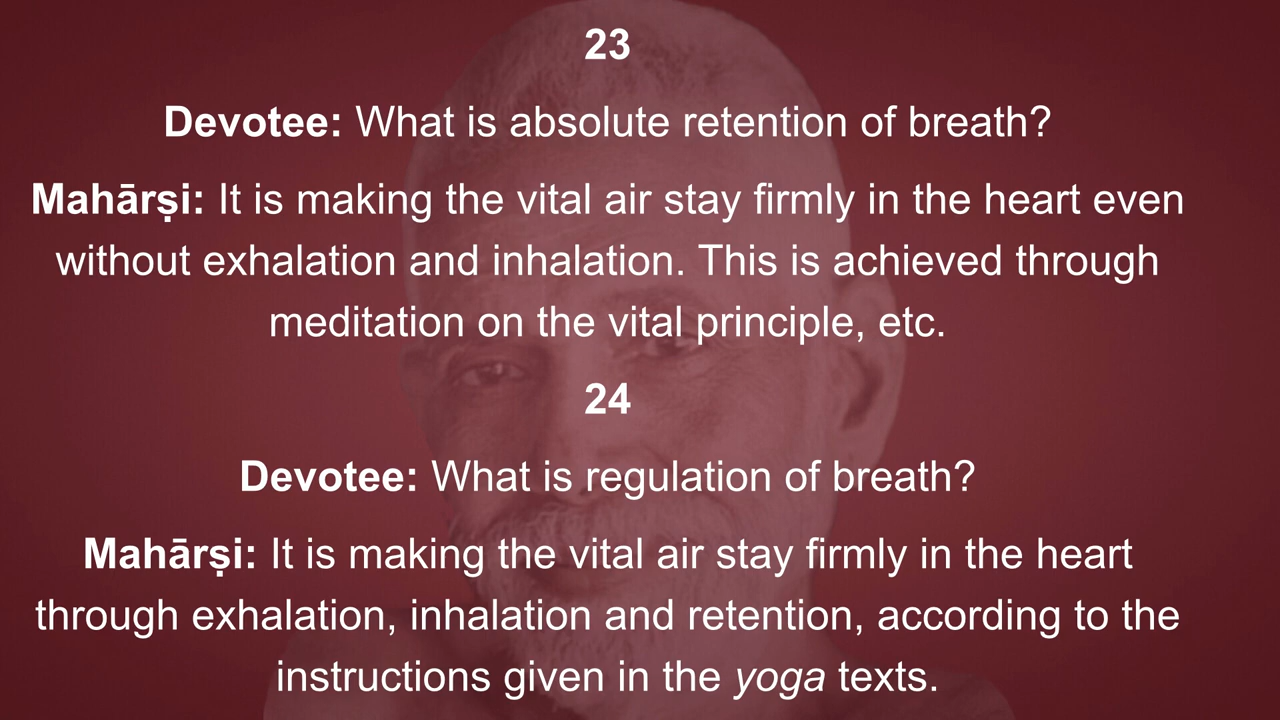 23
Devotee: What is absolute retention of breath?
Mahārṣi: It is making the vital air stay firmly in the heart even
without exhalation and inhalation. This is achieved through
meditation on the vital principle, etc.
24
Devotee: What is regulation of breath?
Mahārṣi: It is making the vital air stay firmly in the heart
through exhalation, inhalation and retention, according to the
instructions given in the yoga texts.